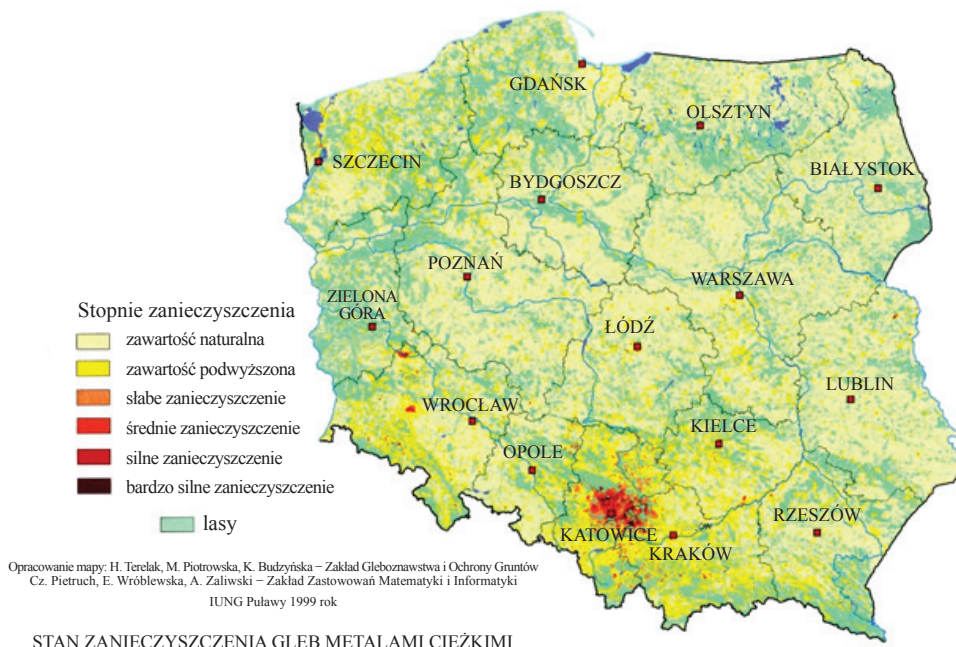 GDAŃSK
OLSZTYN
SZCZECIN
BIAŁYSTOK
BYDGOSZCZ
POZNAŃ
WARSZAWA
ZIELONA
GÓRA
ŁÓDŹ
LUBLIN
WROCŁAW
KIELCE
OPOLE
RZESZÓW
KATOWICE
KRAKÓW
Stopnie zanieczyszczenia
zawartość naturalna
zawartość podwyższona
słabe zanieczyszczenie
średnie zanieczyszczenie
silne zanieczyszczenie
bardzo silne zanieczyszczenie
lasy
Opracowanie mapy: H. Terelak, M. Piotrowska, K. Budzyńska – Zakład Gleboznawstwa i Ochrony Gruntów
Cz. Pietruch, E. Wróblewska, A. Zaliwski – Zakład Zastowowań Matematyki i Informatyki
IUNG Puławy 1999 rok
STAN ZANIECZYSZCZENIA GLEB METALAMI CIĘŻKIMI